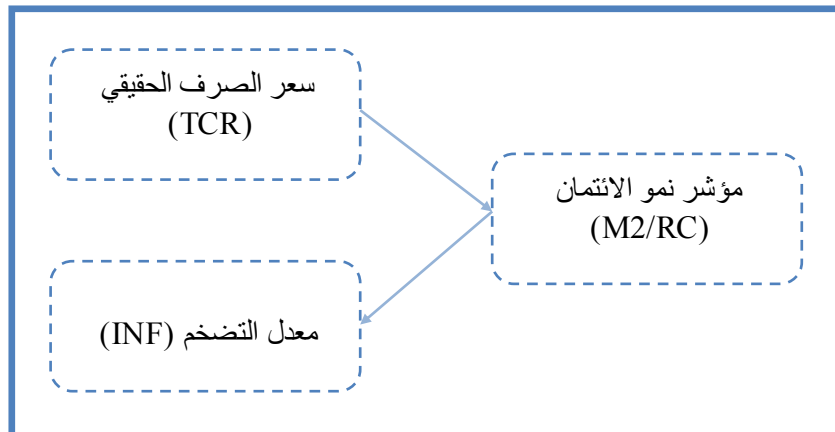 سعر الصرف الحقيقي
(TCR)
مؤشر نمو الائتمان
(M2/RC)
معدل التضخم (INF)